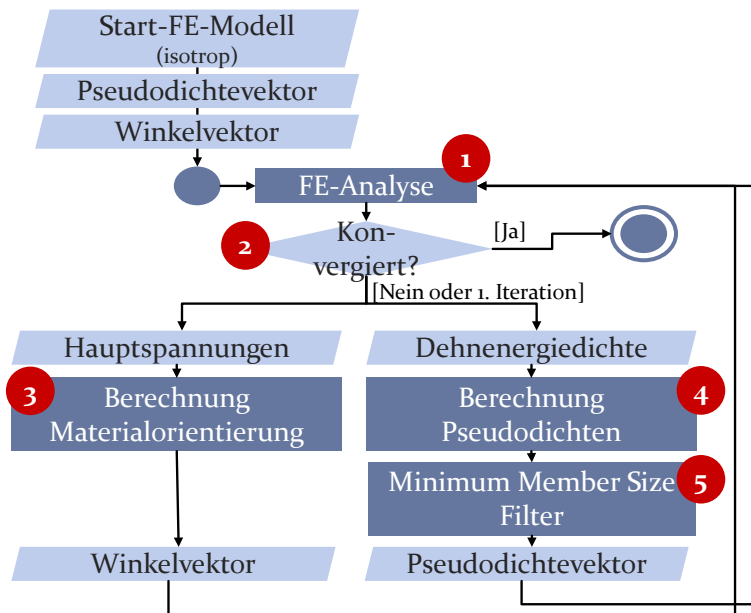 Start-FE-Modell
(isotrop)
Pseudodichtevektor
Winkelvektor
1
FE-Analyse
2
Kon-
vergiert?
[Ja]
[Nein oder 1. Iteration]
Hauptspannungen
Dehnenergiedichte
3
Berechnung
Materialorientierung
4
Berechnung
Pseudodichten
5
Minimum Member Size
Filter
Winkelvektor
Pseudodichtevektor